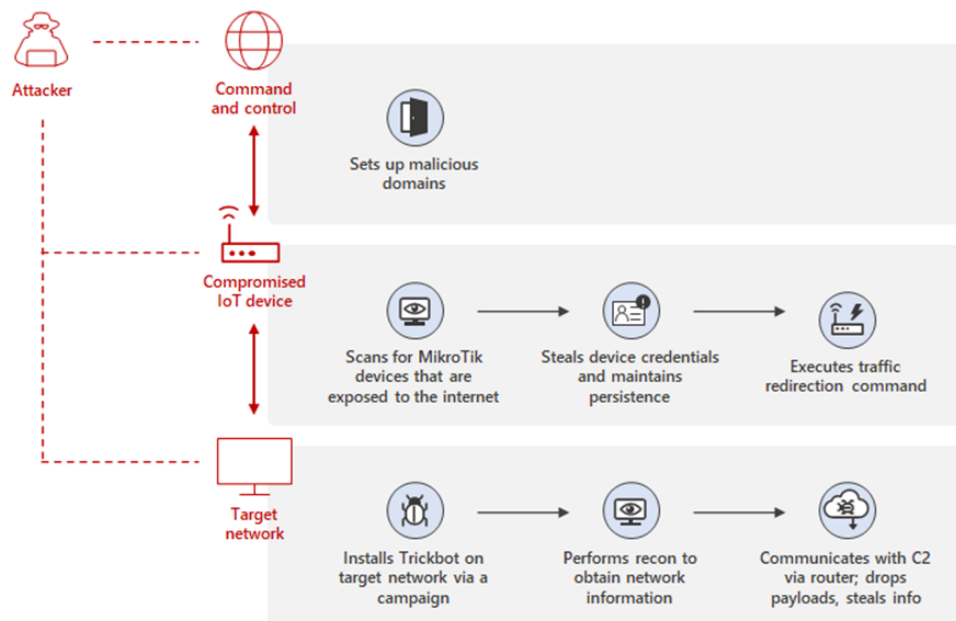 Attacker
Command
and control
Sets up malicious
domains
Compromised
IoT device
Scans for MikroTik
devices that are
exposed to the internet
Steals device credentials
and maintains
persistence
Executes traffic
redirection command
Target
network
Installs Trickbot on
target network via a
campaign
Performs recon to
obtain network
information
Communicates with C2
via router; drops
payloads, steals info